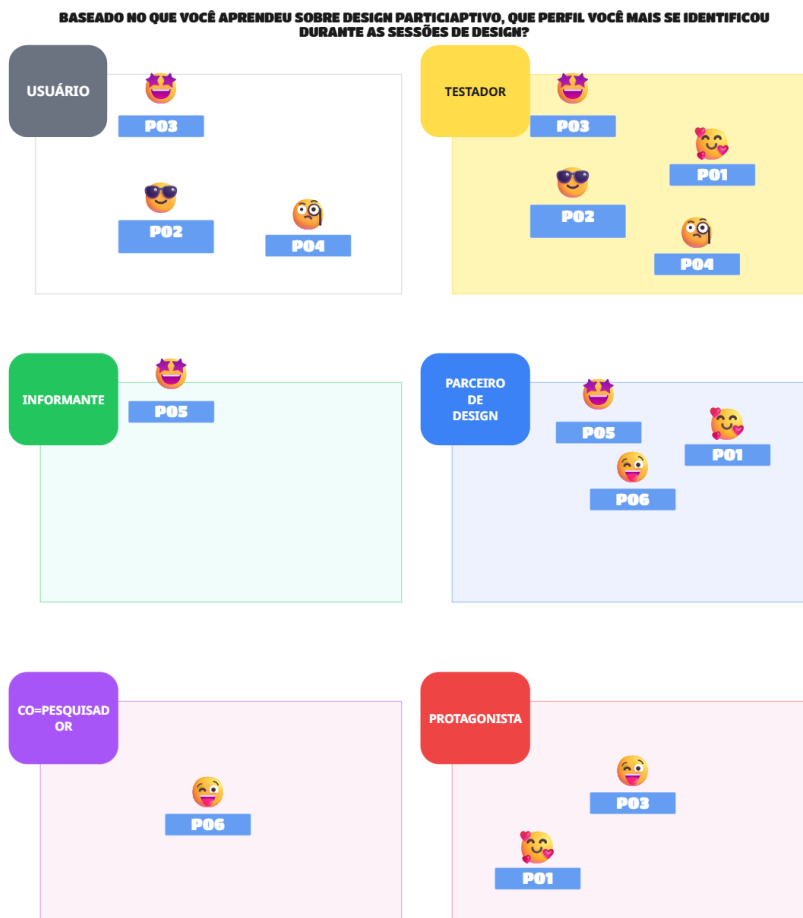 BASEADO NO QUE VOCÊ APRENDEU SOBRE DESIGN PARTICIAPTIVO, QUE PERFIL VOCÊ MAIS SE IDENTIFICOU
DURANTE AS SESSÕES DE DESIGN?
USUÁRIO
P03
P02
P04
TESTADOR
P03
P01
P02
P04
INFORMANTE
P05
PARCEIRO
DE
DESIGN
P05
P01
P06
CO=PESQUISAD
OR
P06
PROTAGONISTA
P03
P01